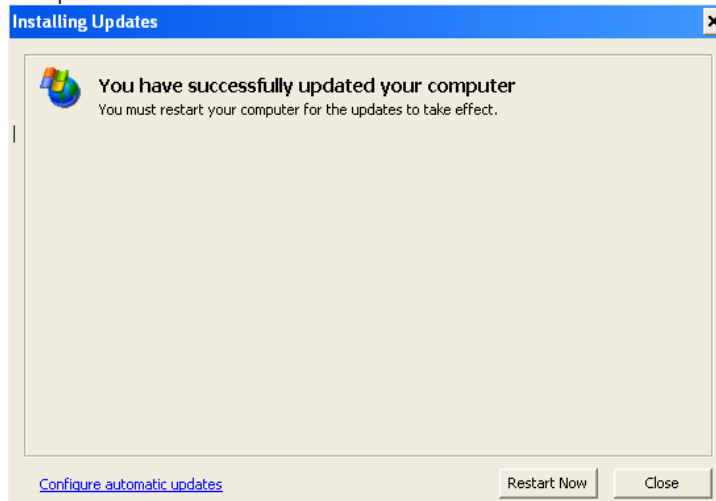 Installing Updates
You have successfully updated your computer
You must restart your computer for the updates to take effect.
Configure automatic updates
Restart Now
Close